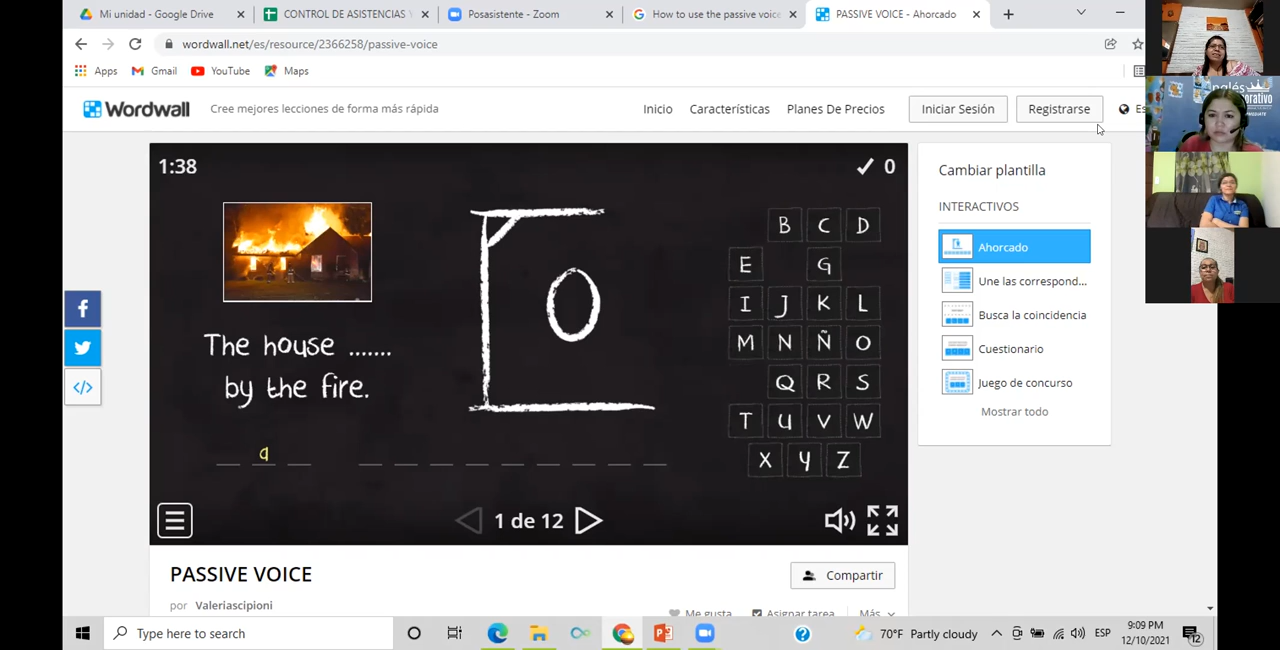 Mi unidad - Google Drive
CONTROL DE ASISTENCIAS
Posasistente - Zoom
How to use the passive voice
PASSIVE VOICE - Ahorcado
wordwall.net/es/resource/2366258/passive-voice
Apps Gmail YouTube Maps
Wordwall Cree mejores lecciones de forma más rápida Inicio Características Planes De Precios Iniciar Sesión Registrarse Es
1:38
✓ 0
The house .......
by the fire.
a
B C D
E G
I J K L
M N Ñ O
Q R S
T U V W
X Y Z
1 de 12
Cambiar plantilla
INTERACTIVOS
Ahorcado
Une las correspond...
Busca la coincidencia
Cuestionario
Juego de concurso
Mostrar todo
PASSIVE VOICE
Compartir
por Valeriascipioni
Me gusta Asignar tarea Más
Type here to search
70°F Partly cloudy
ESP
9:09 PM
12/10/2021
12